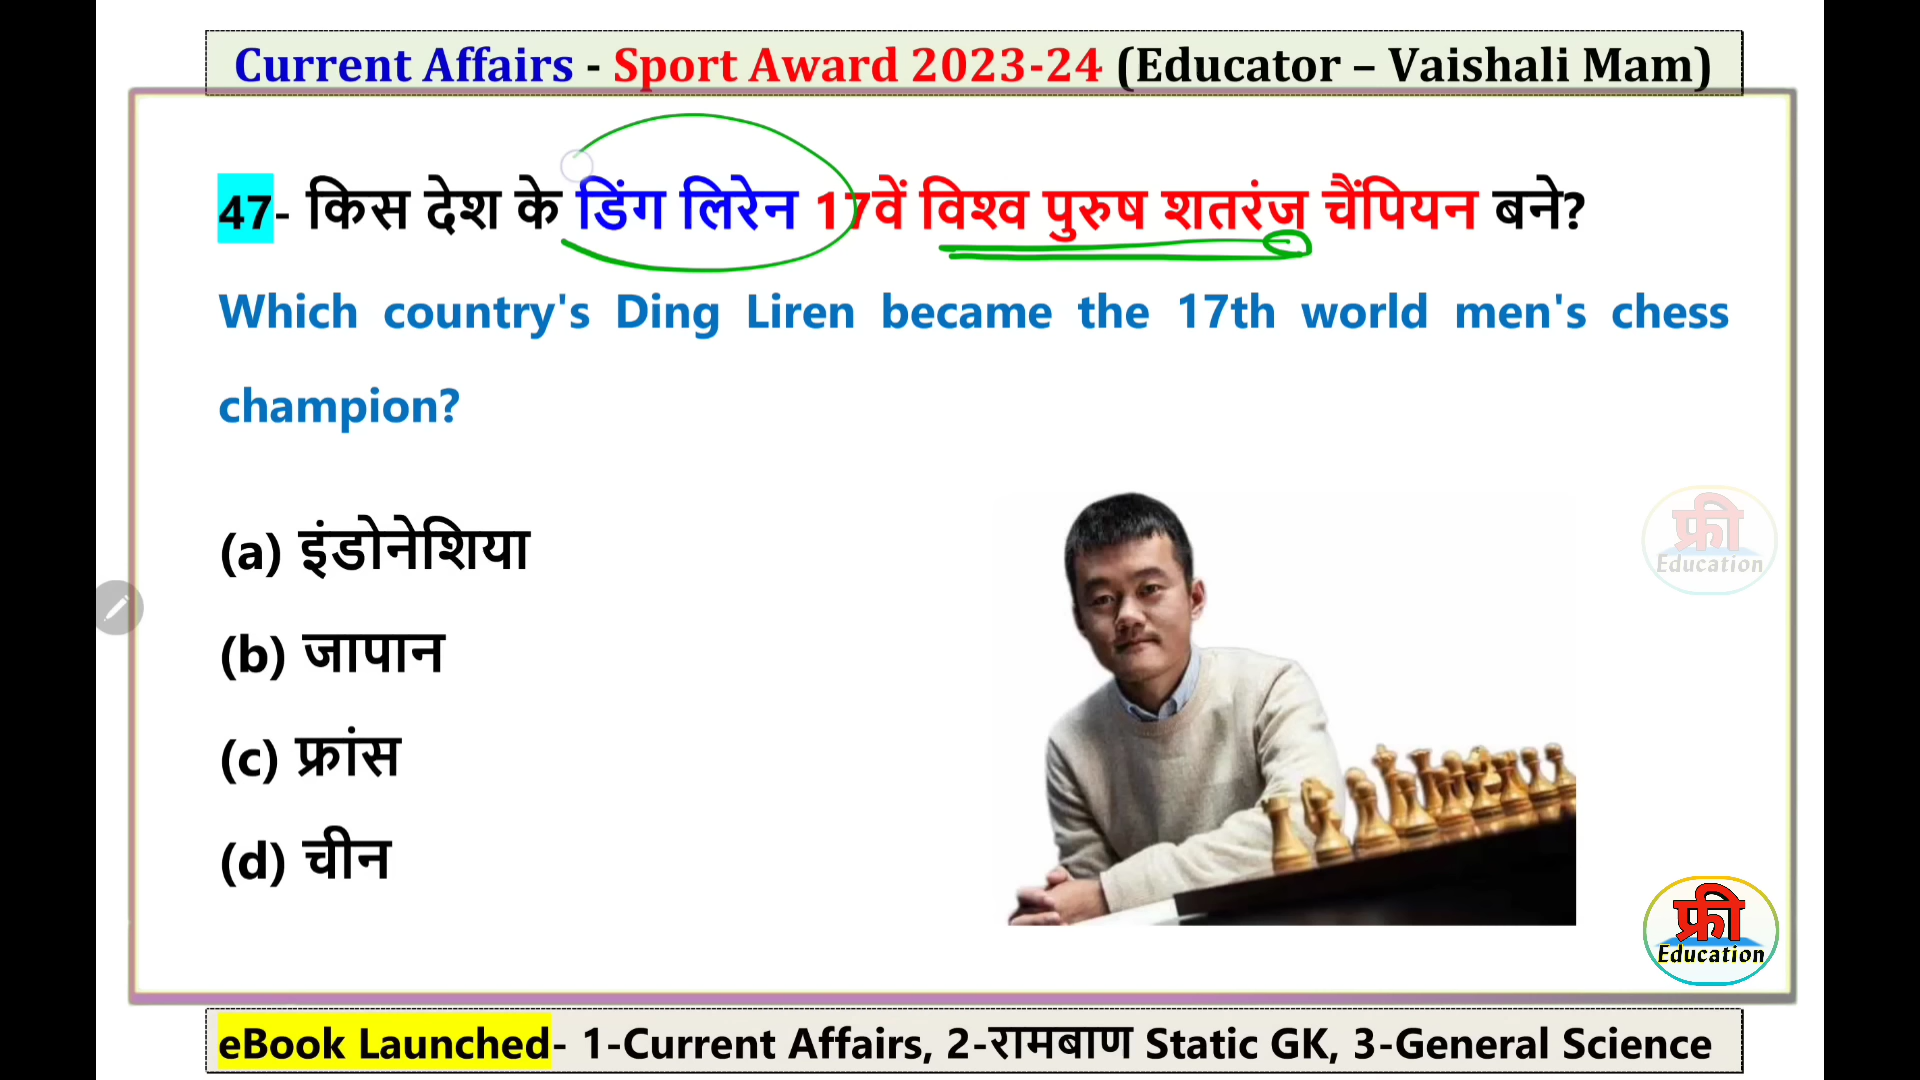 Current Affairs - Sport Award 2023-24 (Educator – Vaishali Mam)
47- किस देश के डिंग लिरेन 17वें विश्व पुरुष शतरंज चैंपियन बने?
Which country's Ding Liren became the 17th world men's chess
champion?
(a) इंडोनेशिया
(b) जापान
(c) फ्रांस
(d) चीन
फ्री
Education
फ्री
Education
eBook Launched- 1-Current Affairs, 2-रामबाण Static GK, 3-General Science